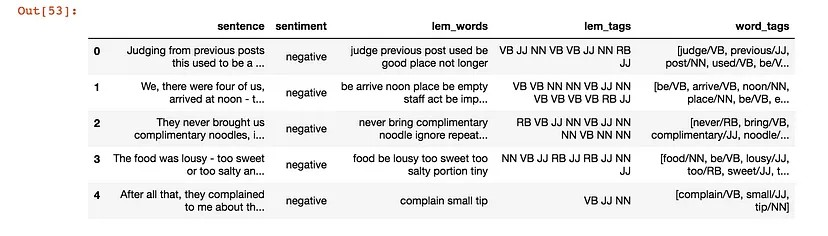 Out[53]:
sentence sentiment lem_words lem_tags word_tags
0 Judging from previous posts this used to be a ... negative judge previous post used be good place not longer VB JJ NN VB VB JJ NN RB JJ [judge/VB, previous/JJ, post/NN, used/VB, be/V...
1 We, there were four of us, arrived at noon - t... negative be arrive noon place be empty staff act be imp... VB VB NN NN VB JJ NN VB VB VB VB RB JJ [be/VB, arrive/VB, noon/NN, place/NN, be/VB, e...
2 They never brought us complimentary noodles, i... negative never bring complimentary noodle ignore repeat... RB VB JJ NN VB JJ NN NN VB NN NN [never/RB, bring/VB, complimentary/JJ, noodle/...
3 The food was lousy - too sweet or too salty an... negative food be lousy too sweet too salty portion tiny NN VB JJ RB JJ RB JJ NN JJ [food/NN, be/VB, lousy/JJ, too/RB, sweet/JJ, t...
4 After all that, they complained to me about th... negative complain small tip VB JJ NN [complain/VB, small/JJ, tip/NN]